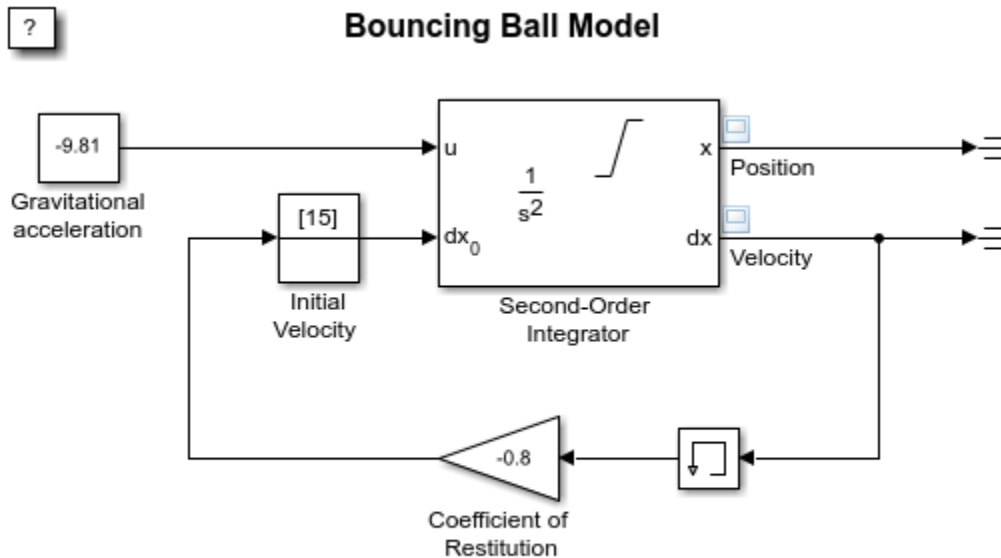 ?
Bouncing Ball Model
-9.81
Gravitational
acceleration
[15]
Initial
Velocity
u
dx0
1
s2
x
dx
Second-Order
Integrator
Position
Velocity
-0.8
Coefficient of
Restitution